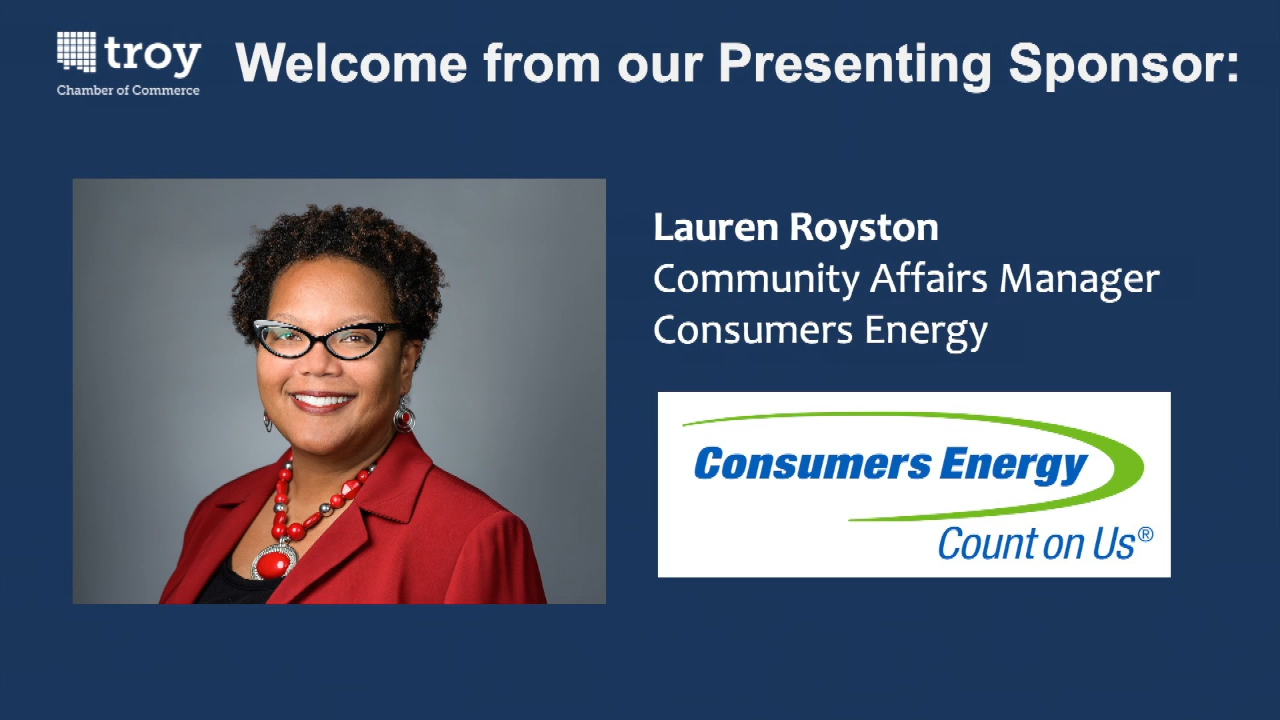 troy
Chamber of Commerce
Welcome from our Presenting Sponsor:
Lauren Royston
Community Affairs Manager
Consumers Energy
Consumers Energy
Count on Us®